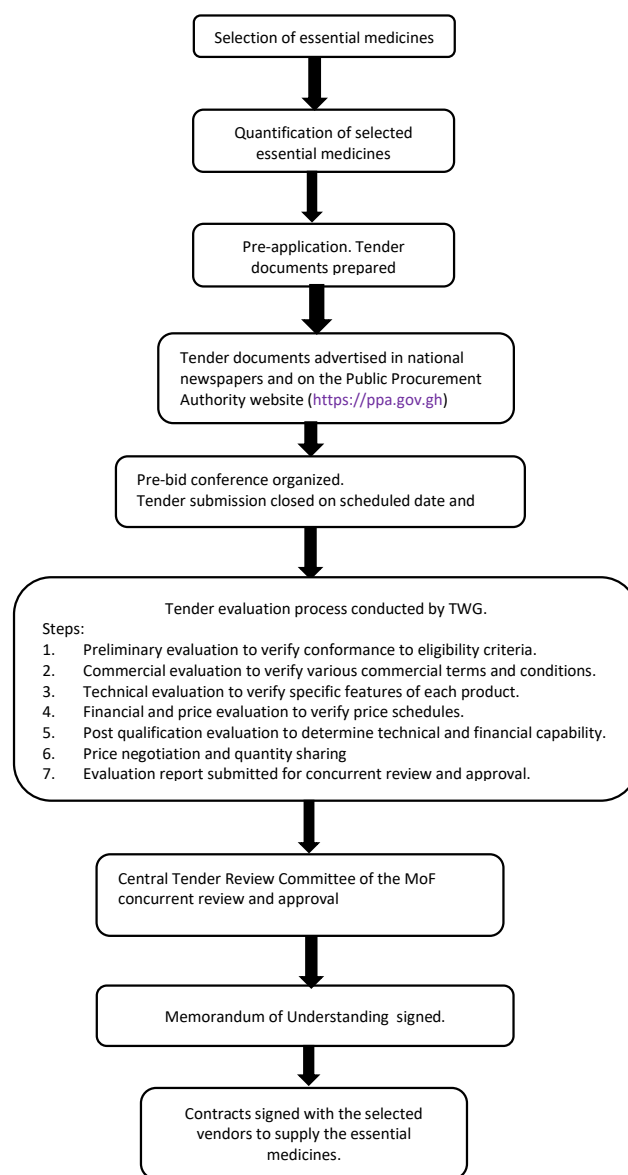 Selection of essential medicines
Quantification of selected
essential medicines
Pre-application. Tender
documents prepared
Tender documents advertised in national
newspapers and on the Public Procurement
Authority website (https://ppa.gov.gh)
Pre-bid conference organized.
Tender submission closed on scheduled date and
Tender evaluation process conducted by TWG.
Steps:
1. Preliminary evaluation to verify conformance to eligibility criteria.
2. Commercial evaluation to verify various commercial terms and conditions.
3. Technical evaluation to verify specific features of each product.
4. Financial and price evaluation to verify price schedules.
5. Post qualification evaluation to determine technical and financial capability.
6. Price negotiation and quantity sharing
7. Evaluation report submitted for concurrent review and approval.
Central Tender Review Committee of the MoF
concurrent review and approval
Memorandum of Understanding signed.
Contracts signed with the selected
vendors to supply the essential
medicines.